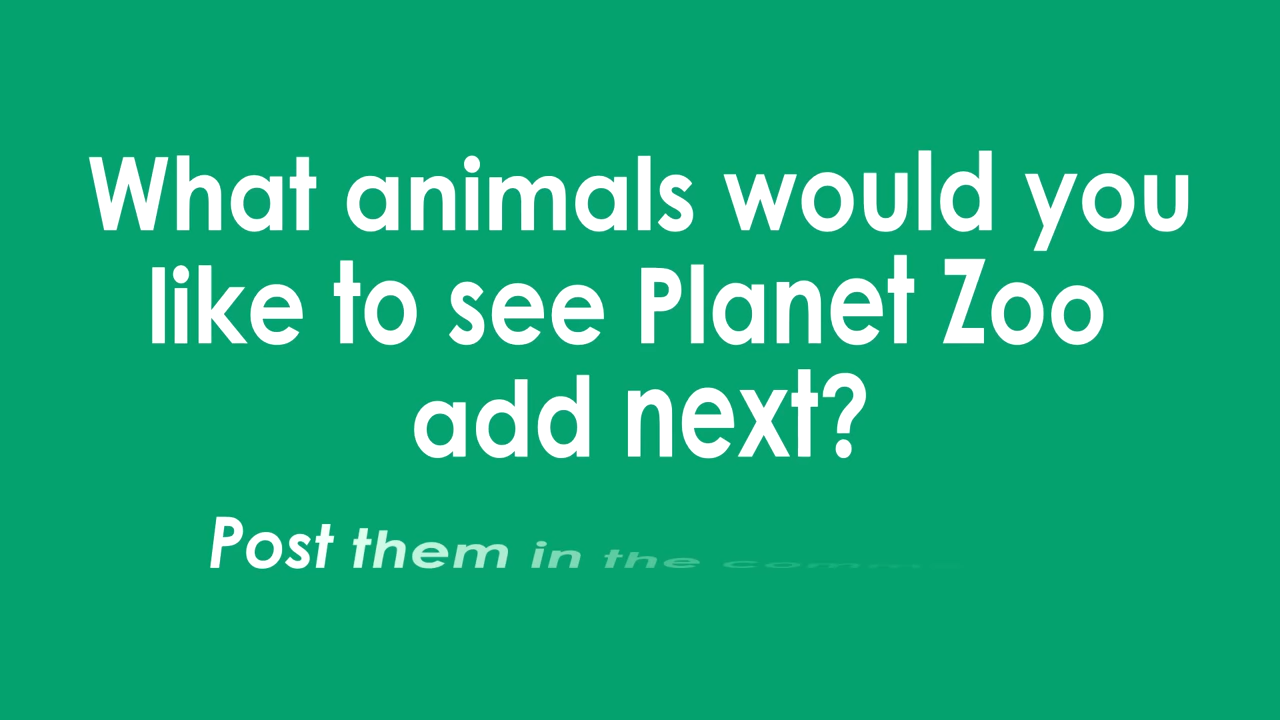 What animals would you
like to see Planet Zoo
add next?
Post them in the